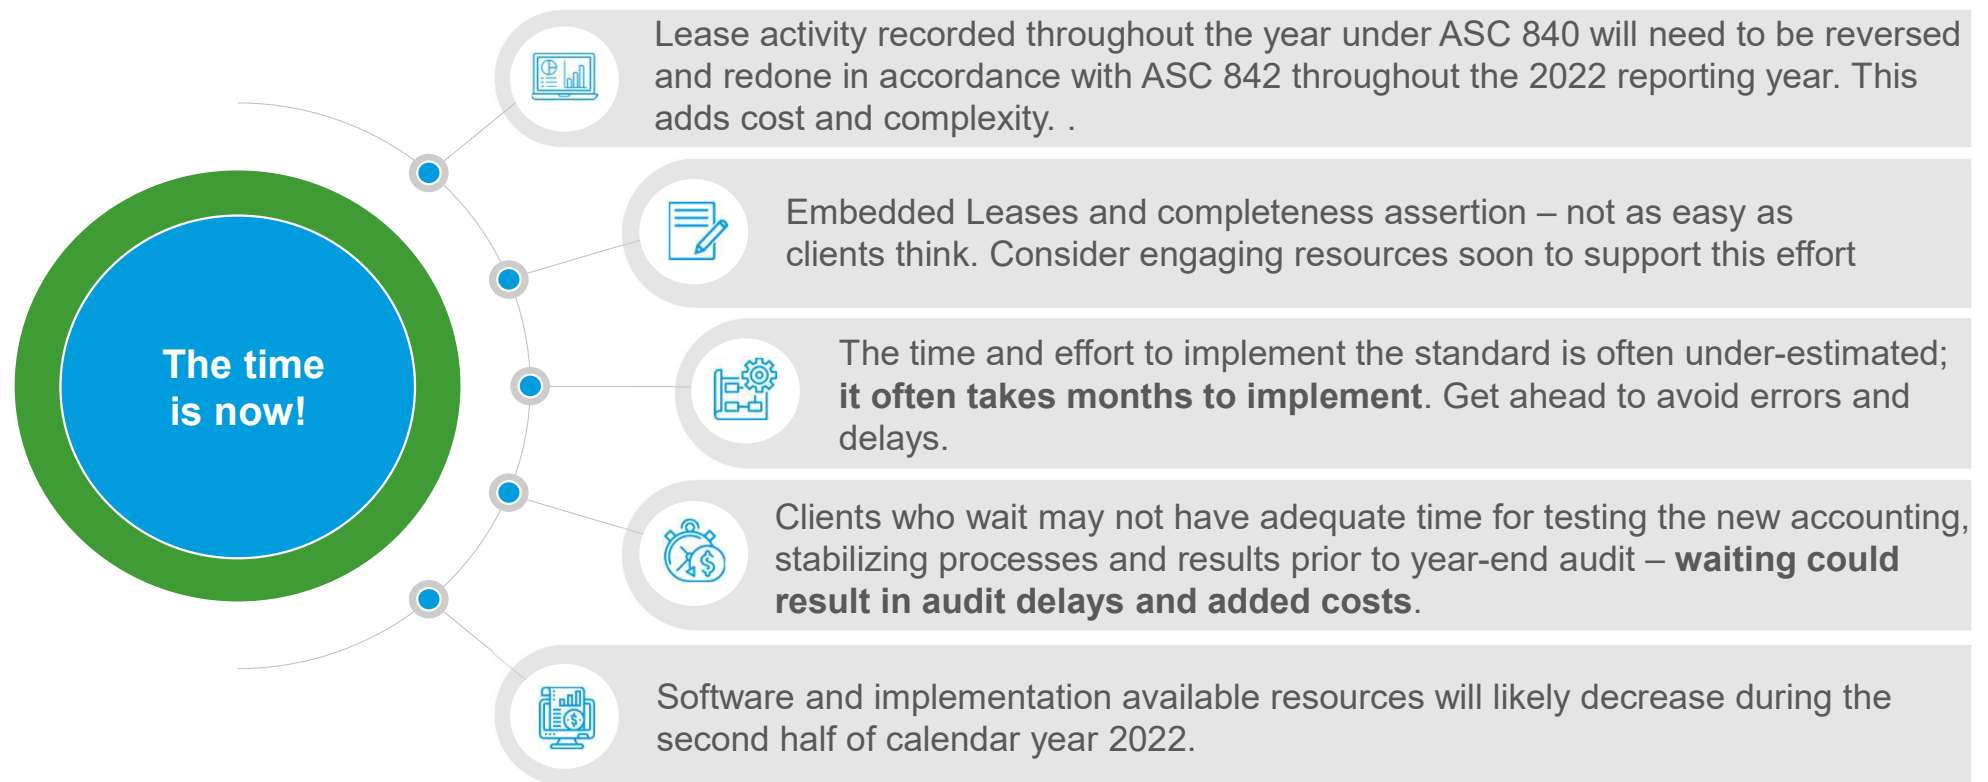 Lease activity recorded throughout the year under ASC 840 will need to be reversed
and redone in accordance with ASC 842 throughout the 2022 reporting year. This
adds cost and complexity. .
Embedded Leases and completeness assertion – not as easy as
clients think. Consider engaging resources soon to support this effort
The time
is now!
The time and effort to implement the standard is often under-estimated;
it often takes months to implement. Get ahead to avoid errors and
delays.
Clients who wait may not have adequate time for testing the new accounting,
stabilizing processes and results prior to year-end audit – waiting could
result in audit delays and added costs.
Software and implementation available resources will likely decrease during the
second half of calendar year 2022.